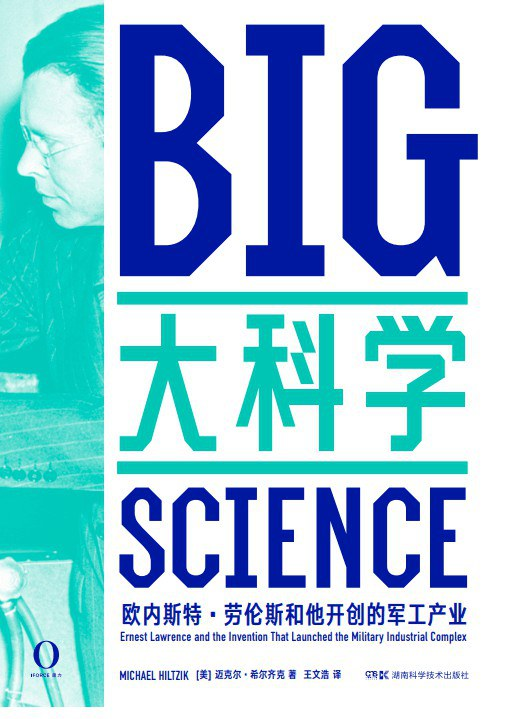 BIG
大科学
SCIENCE
欧内斯特·劳伦斯和他开创的军工产业
Ernest Lawrence and the Invention That Launched the Military Industrial Complex
MICHAEL HILTZIK [美] 迈克尔·希尔齐克 著 王文浩 译 湖南科学技术出版社